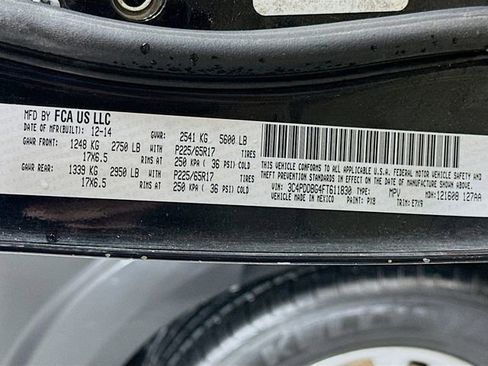 MFD BY FCA US LLC
DATE OF MFR(BUILT): 12-14 GVWR: 2541 KG 5600 LB
GAWR FRONT: 1248 KG 2750 LB WITH P225/65R17 TIRES
17X6.5 RIMS AT 250 KPA ( 36 PSI) COLD
GAWR REAR: 1339 KG 2950 LB WITH P225/65R17 TIRES
17X6.5 RIMS AT 250 KPA ( 36 PSI) COLD
THIS VEHICLE CONFORMS TO ALL APPLICABLE U.S.A. FEDERAL MOTOR VEHICLE SAFETY AND
THEFT PREVENTION STANDARDS IN EFFECT ON THE DATE OF MANUFACTURE SHOWN ABOVE.
VIN: 3C4PDDBG4FT611830 TYPE: MPV MDH: 121608 127AA
VEHICLE MADE IN MEXICO PAINT: PX8 TRIM: E7X9